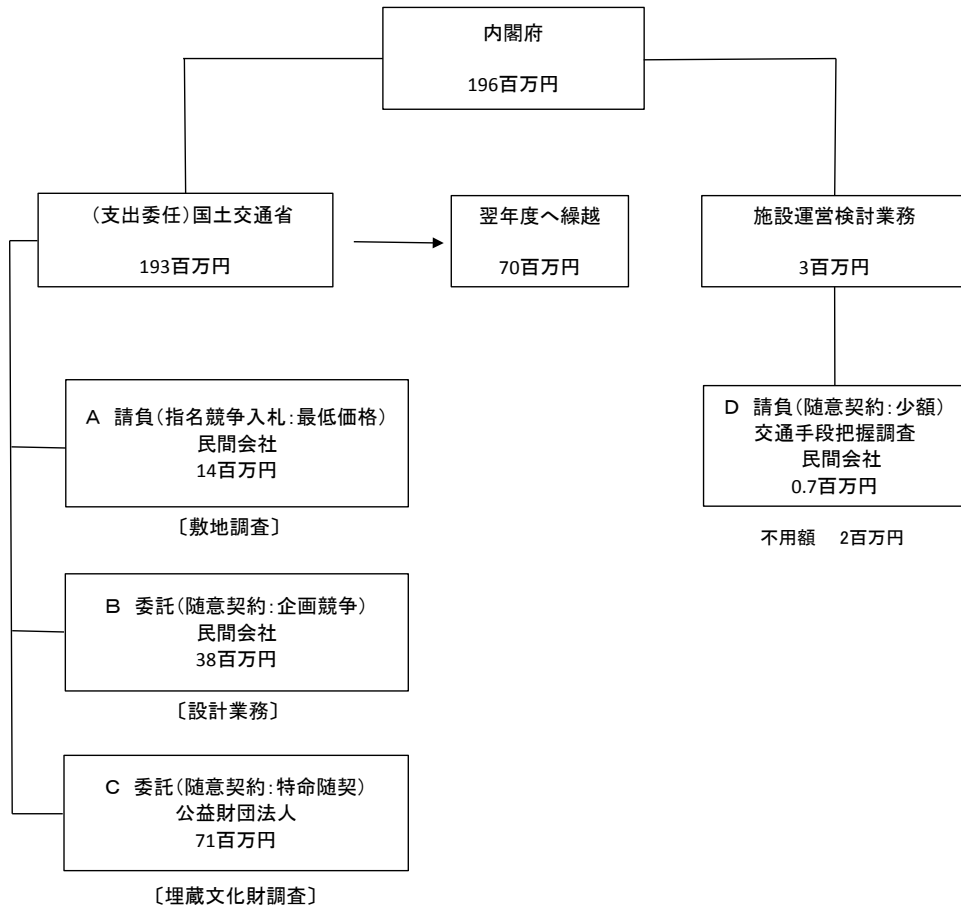 内閣府
196百万円
(支出委任)国土交通省
193百万円
翌年度へ繰越
70百万円
施設運営検討業務
3百万円
A 請負(指名競争入札:最低価格)
民間会社
14百万円
〔敷地調査〕
B 委託(随意契約:企画競争)
民間会社
38百万円
〔設計業務〕
C 委託(随意契約:特命随契)
公益財団法人
71百万円
〔埋蔵文化財調査〕
D 請負(随意契約:少額)
交通手段把握調査
民間会社
0.7百万円
不用額 2百万円